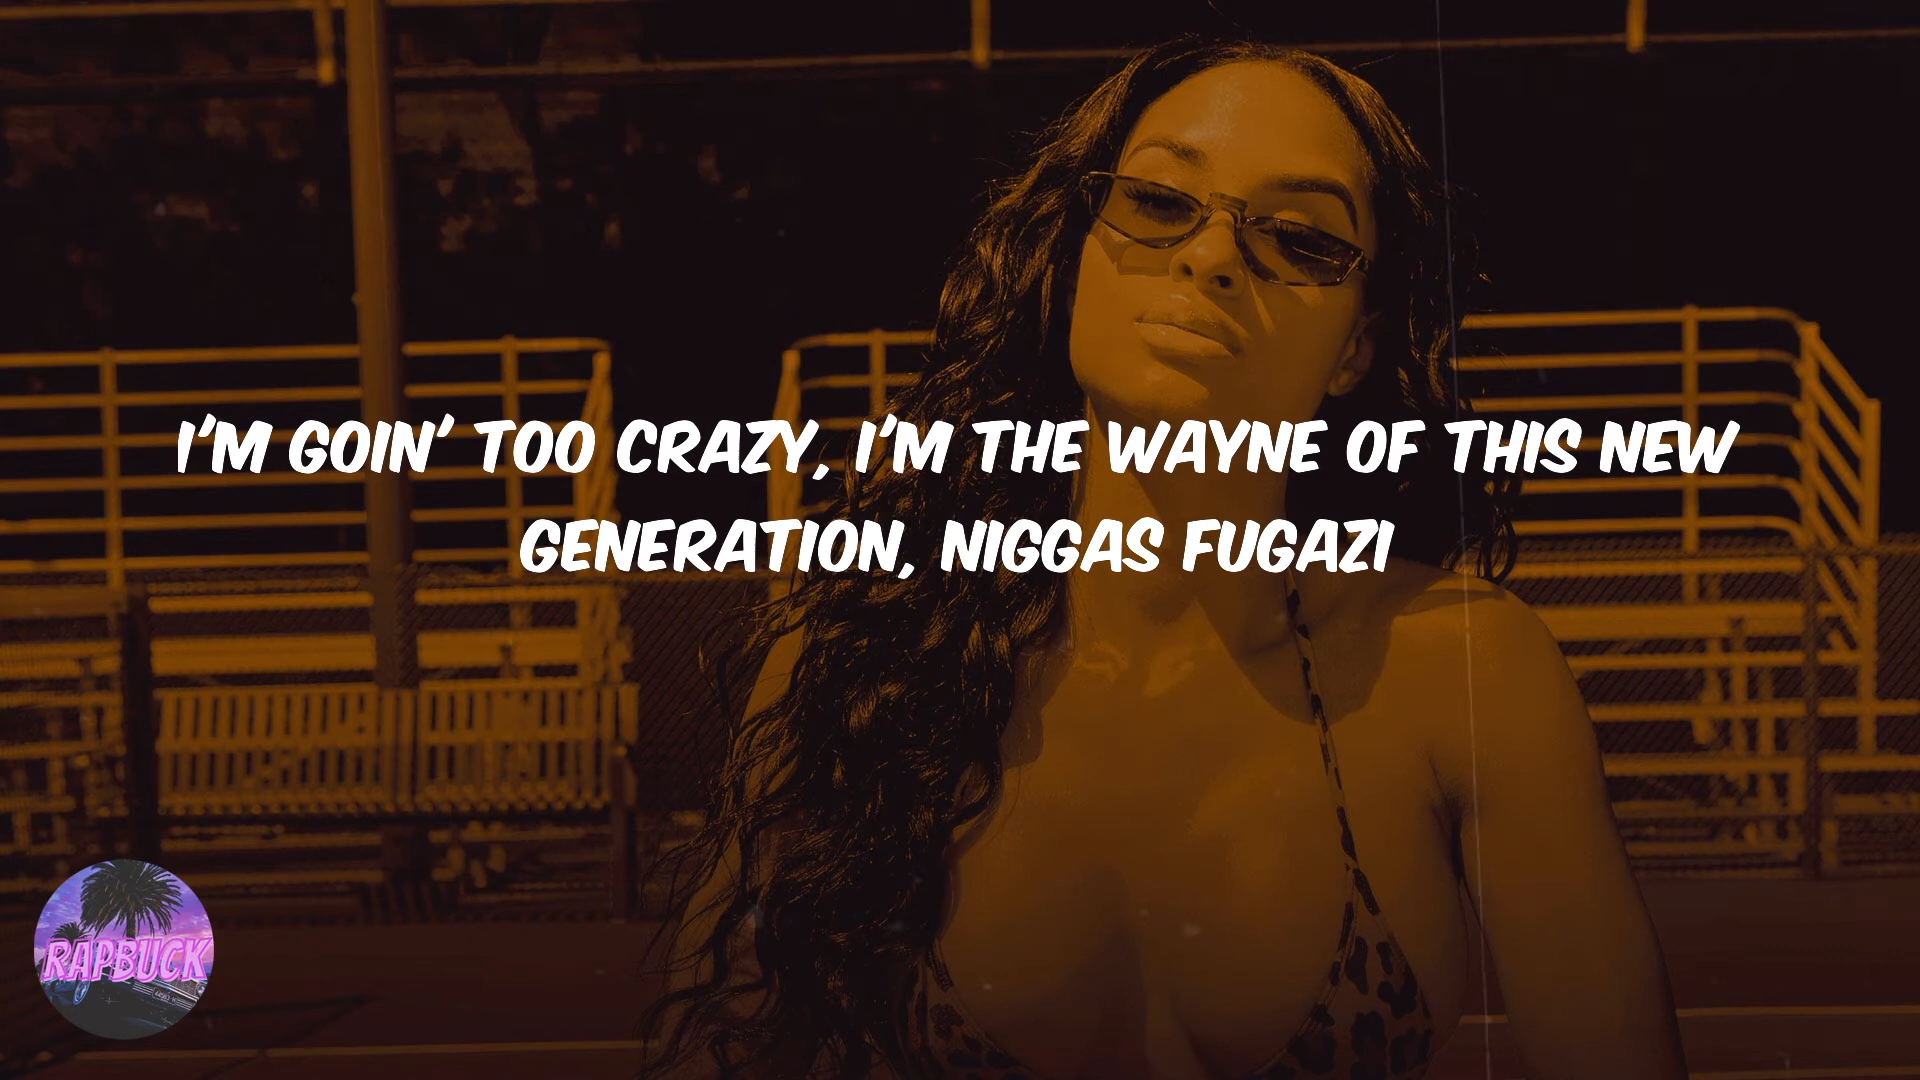 I'M GOIN' TOO CRAZY, I'M THE WAYNE OF THIS NEW
GENERATION, NIGGAS FUGAZI
RAPBUCK